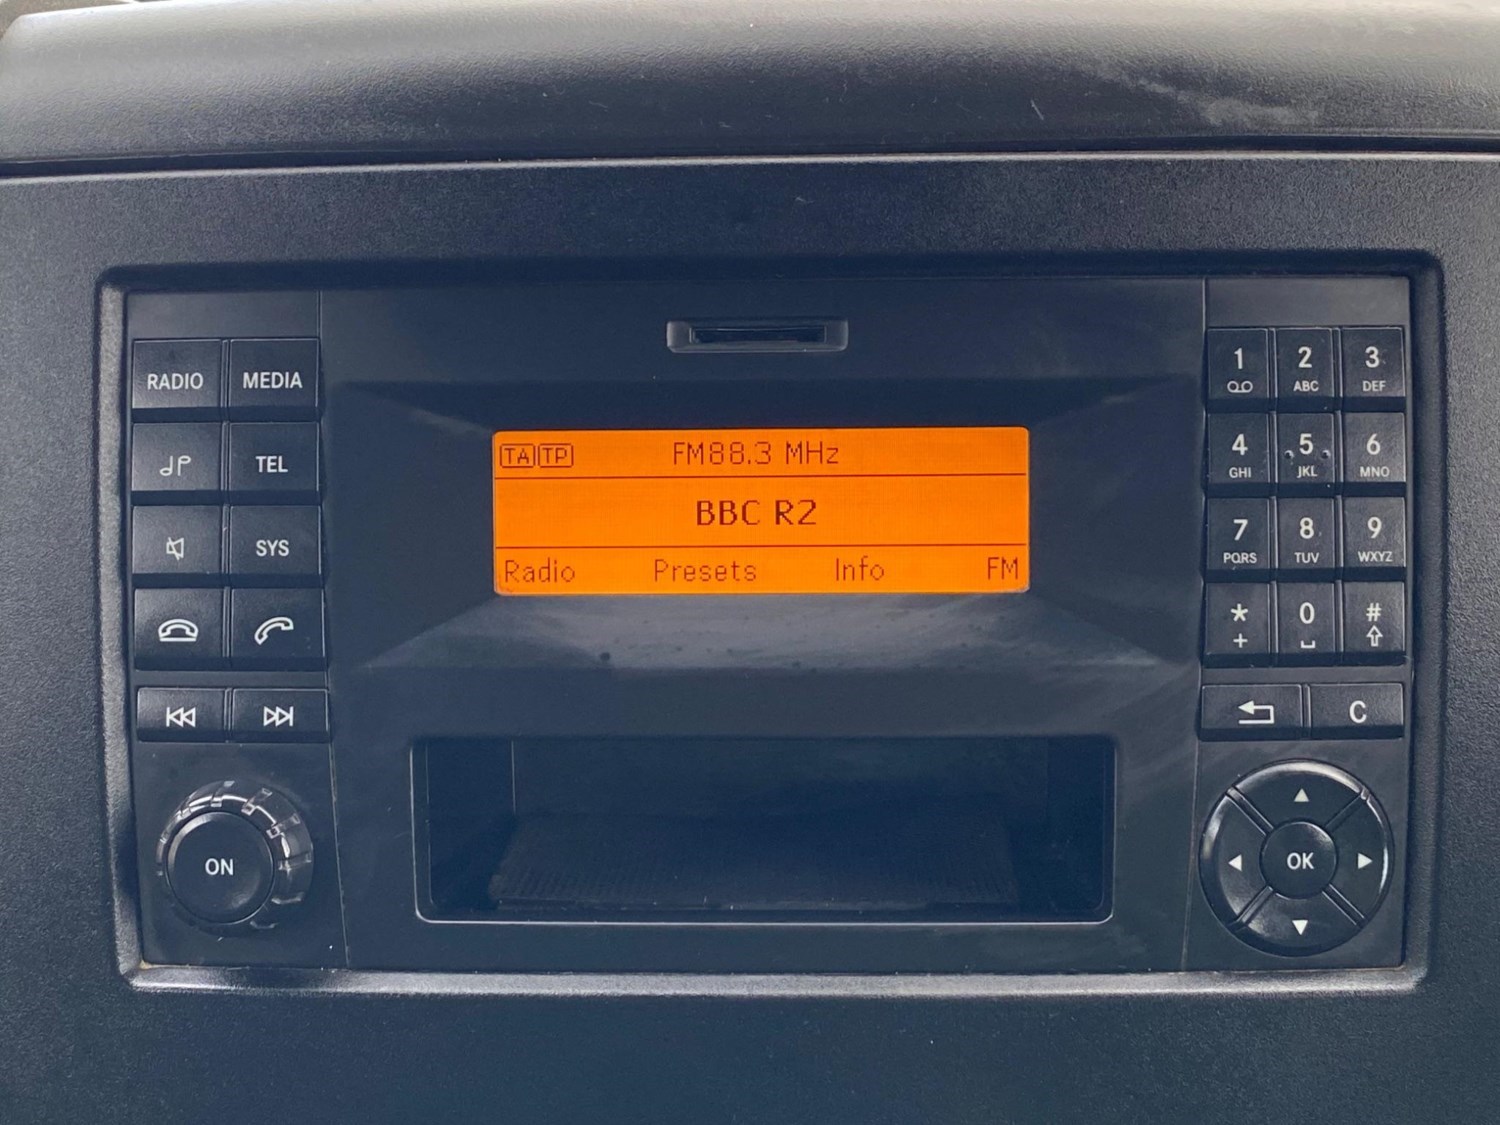 RADIO MEDIA
TEL
SYS
ON
TA TP FM88.3 MHz
BBC R2
Radio Presets Info FM
1 2 3
ABC DEF
4 5 6
GHI JKL MNO
7 8 9
PQRS TUV WXYZ
* 0 #
+
C
OK